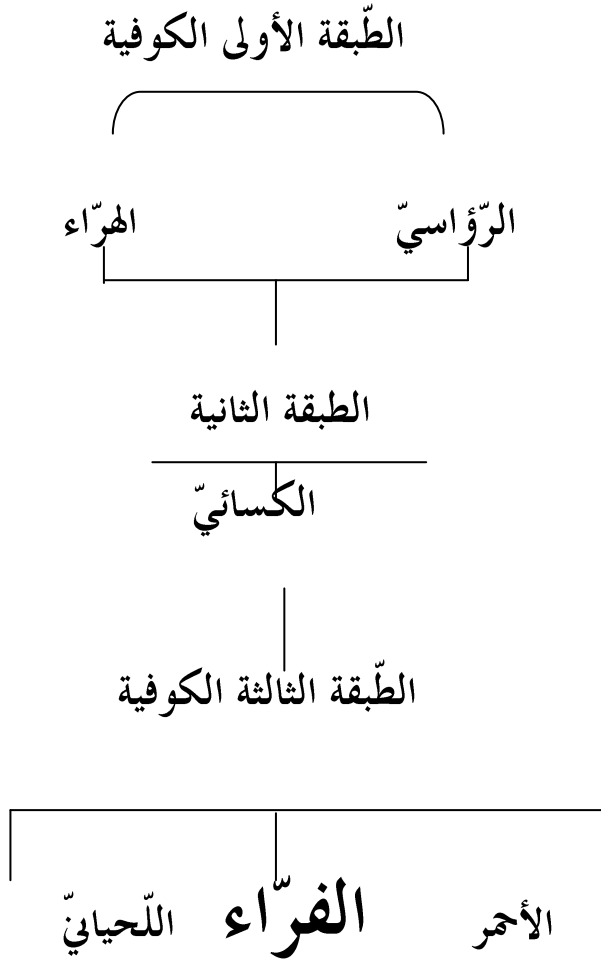 الطّبقة الأولى الكوفية
الرّؤاسيّ الهرّاء
الطبقة الثانية
الكسائيّ
الطّبقة الثالثة الكوفية
الأحمر الفرّاء اللّحيانيّ